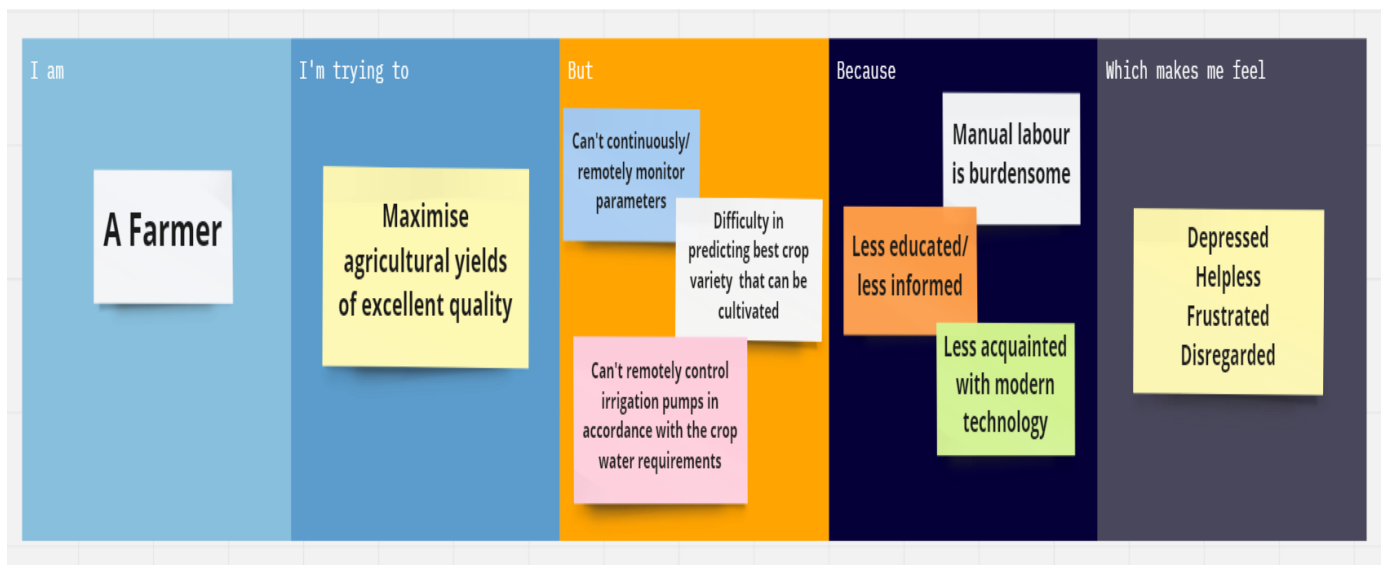 I am
A Farmer
I'm trying to
Maximise
agricultural yields
of excellent quality
But
Can't continuously/
remotely monitor
parameters
Difficulty in
predicting best crop
variety that can be
cultivated
Can't remotely control
irrigation pumps in
accordance with the crop
water requirements
Because
Manual labour
is burdensome
Less educated/
less informed
Less acquainted
with modern
technology
Which makes me feel
Depressed
Helpless
Frustrated
Disregarded